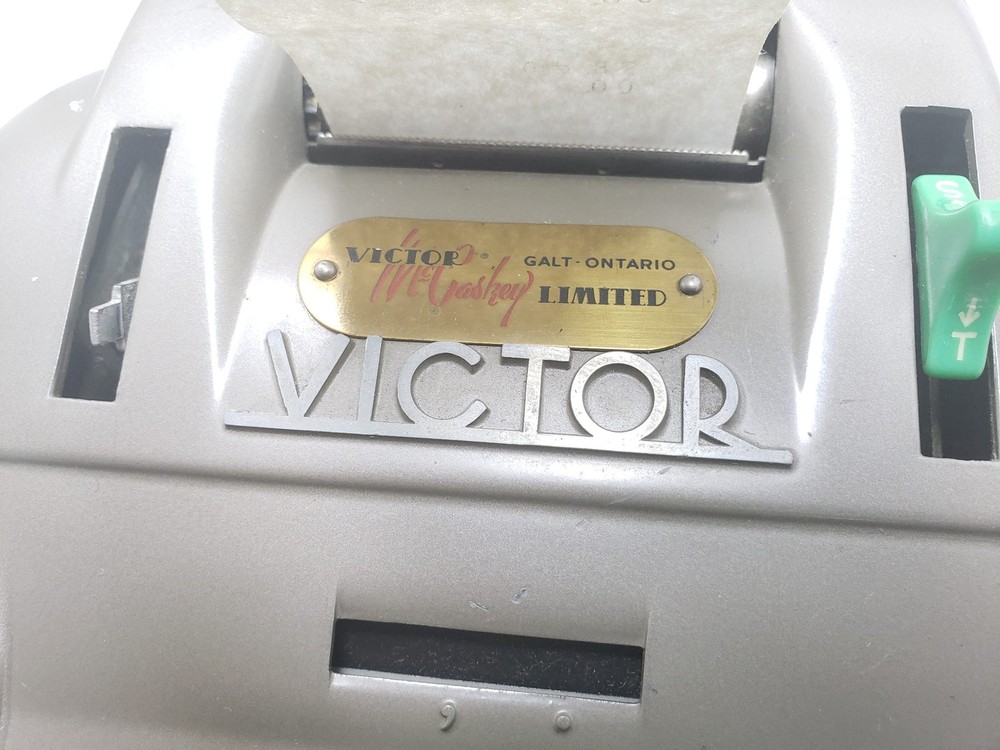 VICTOR® GALT-ONTARIO
McCaskey LIMITED
VICTOR
S
T
, .